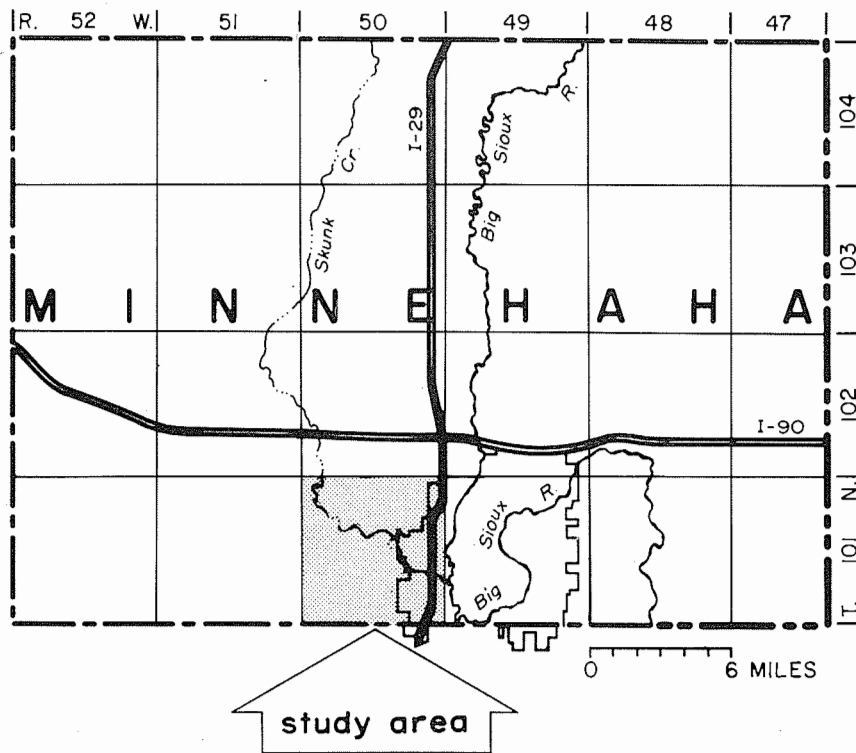 R. 52 W. 51 50 49 48 47
104
I-29
R.
Sioux
Cr.
Skunk
Big
103
MINNEHAHA
102
I-90
N.
R.
Sioux
101
Big
T.
0 6 MILES
study area